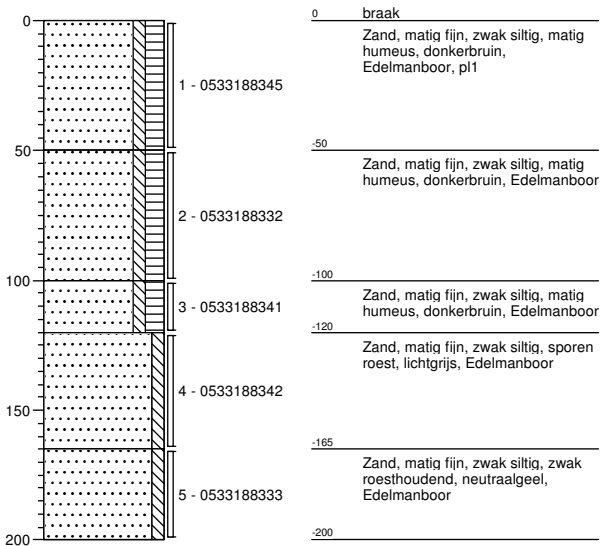 0
50
100
150
200
1 - 0533188345
2 - 0533188332
3 - 0533188341
4 - 0533188342
5 - 0533188333
0 braak
Zand, matig fijn, zwak siltig, matig
humeus, donkerbruin,
Edelmanboor, pl1
-50
Zand, matig fijn, zwak siltig, matig
humeus, donkerbruin, Edelmanboor
-100
Zand, matig fijn, zwak siltig, matig
humeus, donkerbruin, Edelmanboor
-120
Zand, matig fijn, zwak siltig, sporen
roest, lichtgrijs, Edelmanboor
-165
Zand, matig fijn, zwak siltig, zwak
roesthoudend, neutraalgeel,
Edelmanboor
-200